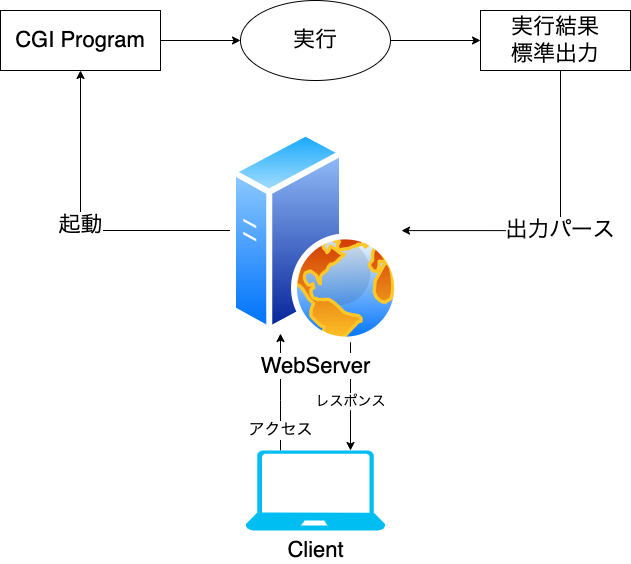 CGI Program
実行
実行結果
標準出力
起動
出力パース
WebServer
レスポンス
アクセス
Client